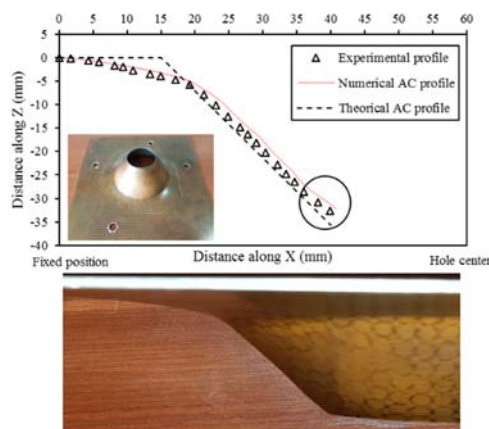 5
0
-5
-10
-15
-20
-25
-30
-35
-40
0 5 10 15 20 25 30 35 40 45 50 55 60
Distance along Z (mm)
Experimental profile
Numerical AC profile
Theorical AC profile
Fixed position
Distance along X (mm)
Hole center